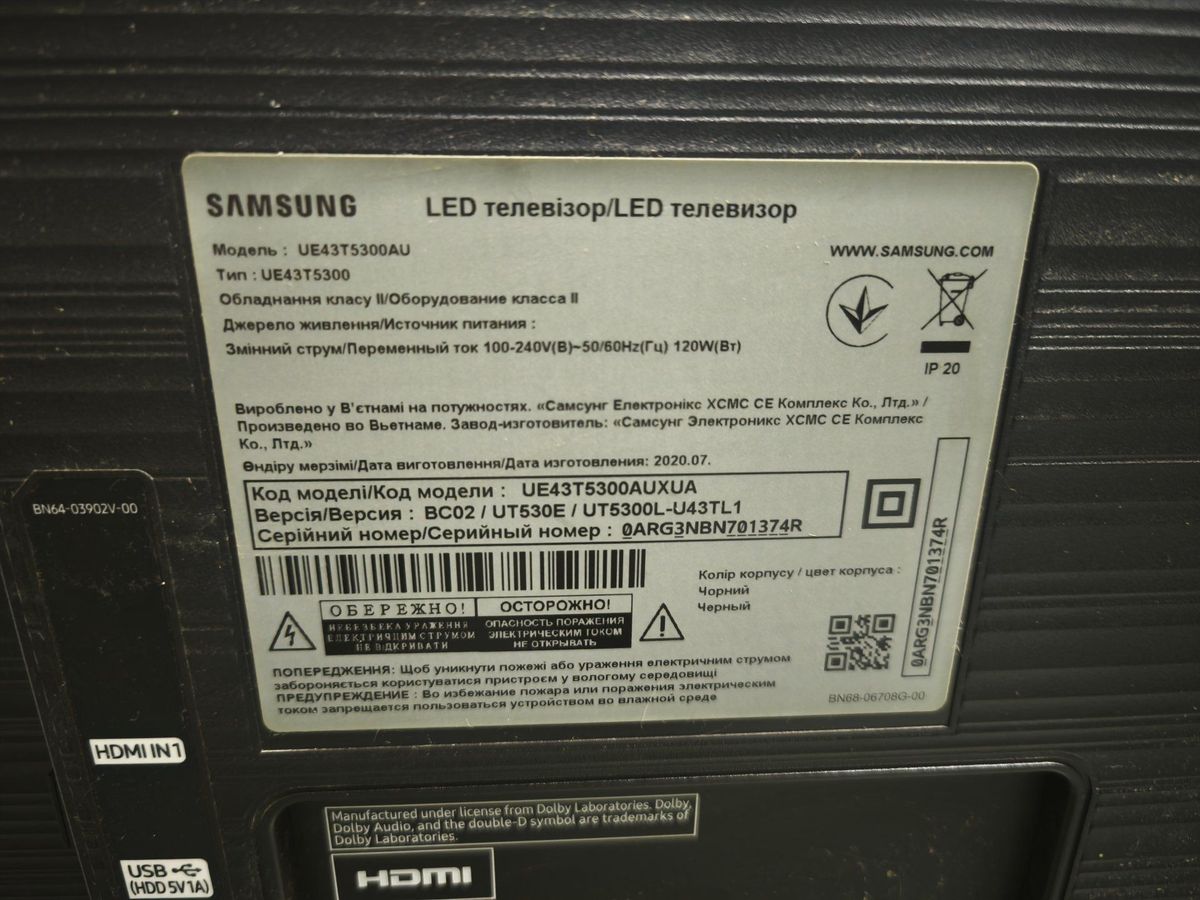 SAMSUNG LED телевізор/LED телевизор
Модель : UE43T5300AU
WWW.SAMSUNG.COM
Тип : UE43T5300
Обладнання класу II/Оборудование класса II
Джерело живлення/Источник питания :
Змінний струм/Переменный ток 100-240V(В)~50/60Hz(Гц) 120W(Вт)
IP 20
Вироблено у В'єтнамі на потужностях. «Самсунг Електронікс ХСМС СЕ Комплекс Ко., Лтд.» /
Произведено во Вьетнаме. Завод-изготовитель: «Самсунг Электроникс ХСМС СЕ Комплекс
Ко., Лтд.»
Өндіру мерзімі/Дата виготовлення/Дата изготовления: 2020.07.
Код моделі/Код модели : UE43T5300AUXUA
Версія/Версия : BC02 / UT530E / UT5300L-U43TL1
Серійний номер/Серийный номер : 0ARG3NBN701374R
0ARG3NBN701374R
Колір корпусу / цвет корпуса :
Чорний
Черный
ОБЕРЕЖНО!
НЕБЕЗПЕКА УРАЖЕННЯ
ЕЛЕКТРИЧНИМ СТРУМОМ
НЕ ВІДКРИВАТИ
ОСТОРОЖНО!
ОПАСНОСТЬ ПОРАЖЕНИЯ
ЭЛЕКТРИЧЕСКИМ ТОКОМ
НЕ ОТКРЫВАТЬ
ПОПЕРЕДЖЕННЯ: Щоб уникнути пожежі або ураження електричним струмом
забороняється користуватися пристроєм у вологому середовищі
ПРЕДУПРЕЖДЕНИЕ : Во избежание пожара или поражения электрическим
током запрещается пользоваться устройством во влажной среде
BN68-06708G-00
BN64-03902V-00
HDMI IN 1
USB
(HDD 5V 1A)
Manufactured under license from Dolby Laboratories. Dolby,
Dolby Audio, and the double-D symbol are trademarks of
Dolby Laboratories.
HDMI